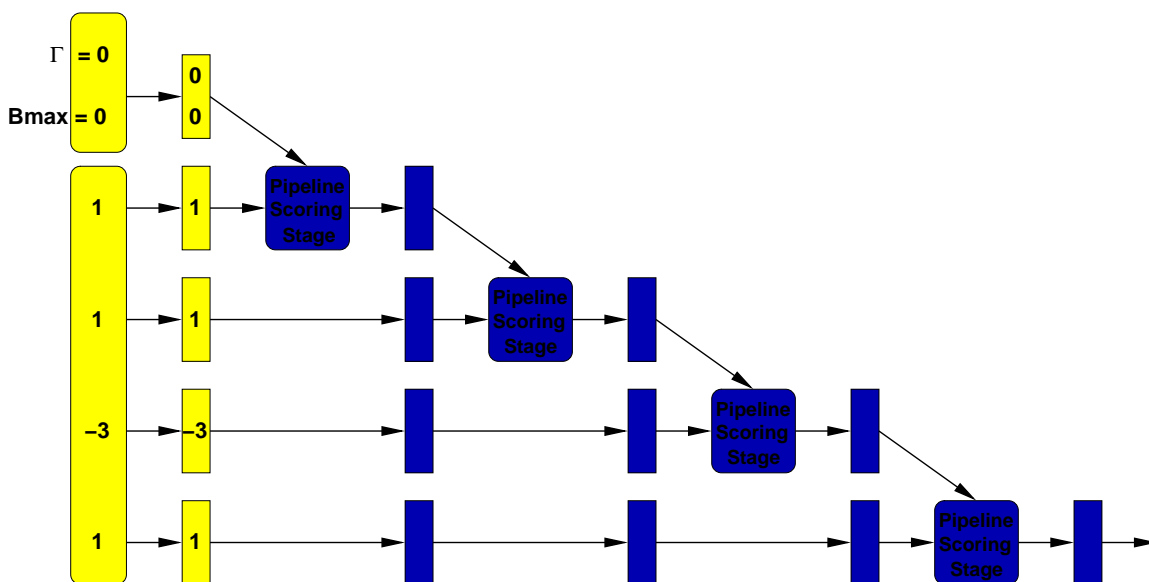 Γ = 0
0
Bmax = 0
0
1
1
Pipeline
Scoring
Stage
1
1
Pipeline
Scoring
Stage
−3
−3
Pipeline
Scoring
Stage
1
1
Pipeline
Scoring
Stage